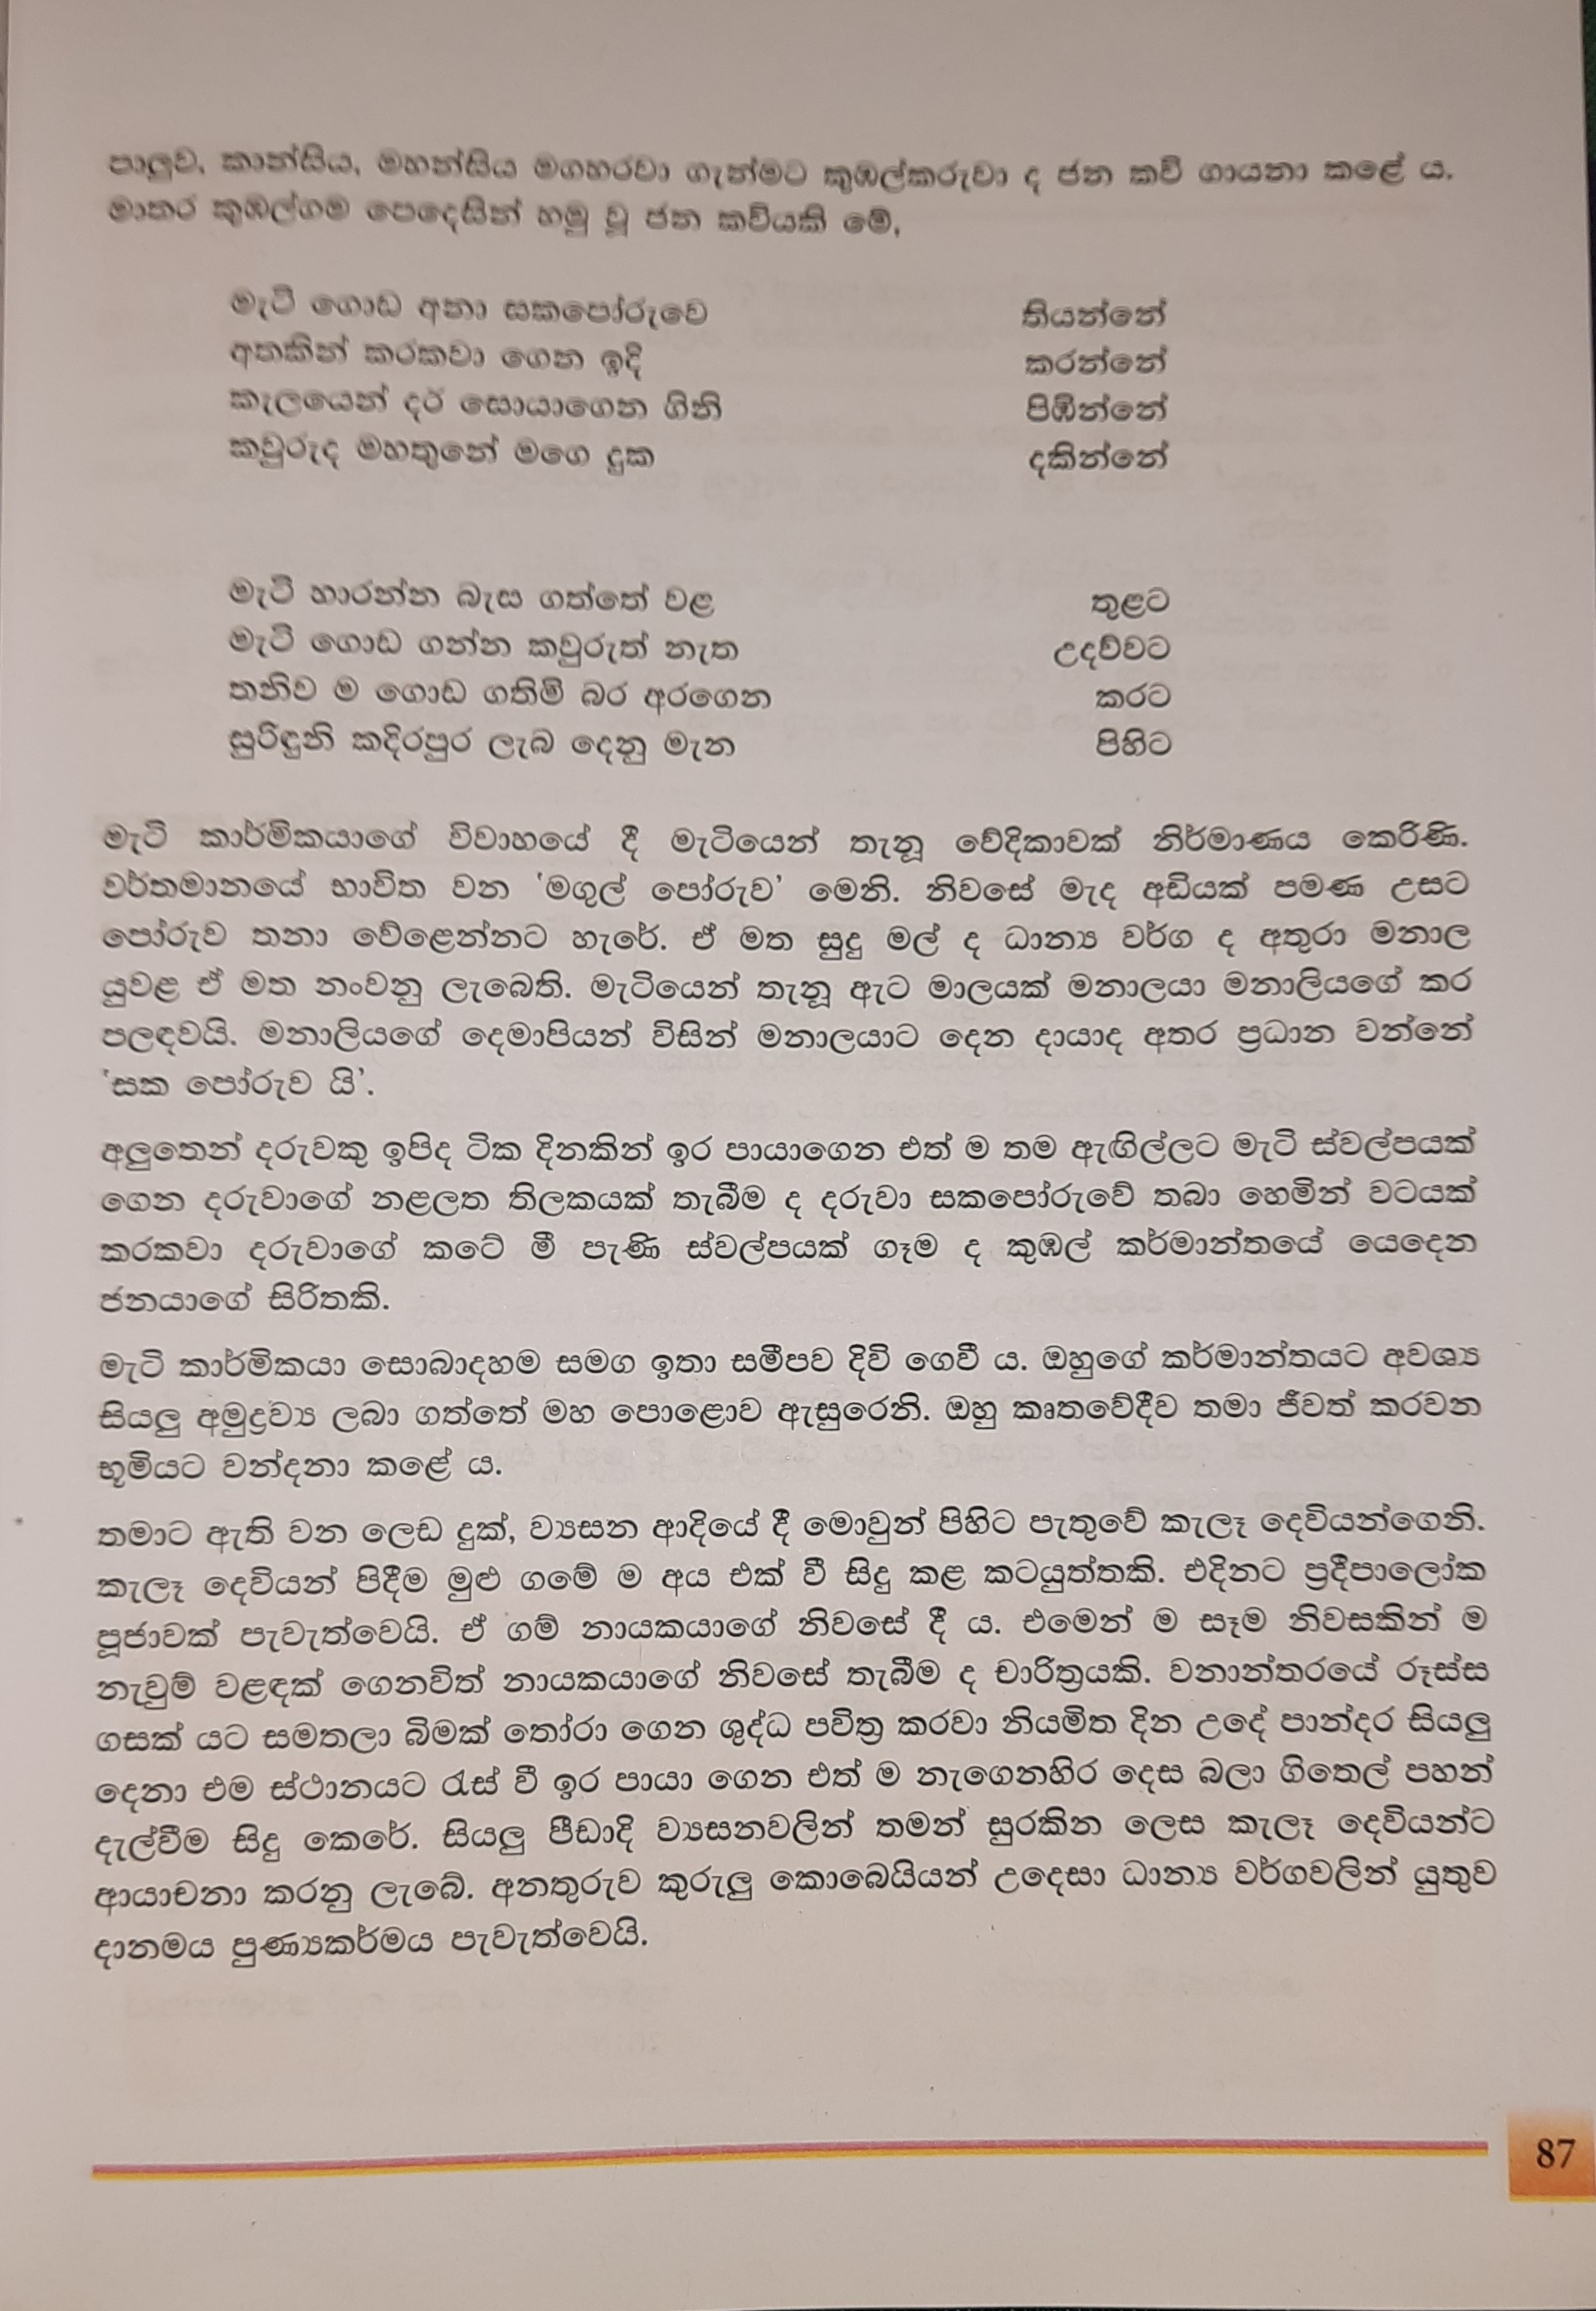 පාලුව, කාන්සිය, මහන්සිය මගහරවා ගැන්මට කුඹල්කරුවා ද ජන කවි ගායනා කළේ ය.
මාතර කුඹල්ගම පෙදෙසින් හමු වූ ජන කවියකි මේ,
මැටි ගොඩ අනා සකපෝරුවෙ තියන්නේ
අතකින් කරකවා ගෙන ඉදි කරන්නේ
කැලයෙන් දර සොයාගෙන ගිනි පිඹින්නේ
කවුරුද මහතුනේ මගෙ දුක දකින්නේ
මැටි හාරන්න බැස ගත්තේ වළ තුළට
මැටි ගොඩ ගන්න කවුරුත් නැත උදව්වට
තනිව ම ගොඩ ගතිමි බර අරගෙන කරට
සුරිඳුනි කදිරපුර ලැබ දෙනු මැන පිහිට
මැටි කාර්මිකයාගේ විවාහයේ දී මැටියෙන් තැනූ වේදිකාවක් නිර්මාණය කෙරිණි.
වර්තමානයේ භාවිත වන ‘මගුල් පෝරුව’ මෙනි. නිවසේ මැද අඩියක් පමණ උසට
පෝරුව තනා වේළෙන්නට හැරේ. ඒ මත සුදු මල් ද ධාන්‍ය වර්ග ද අතුරා මනාල
යුවළ ඒ මත නංවනු ලැබෙති. මැටියෙන් තැනූ ඇට මාලයක් මනාලයා මනාලියගේ කර
පලඳවයි. මනාලියගේ දෙමාපියන් විසින් මනාලයාට දෙන දායාද අතර ප්‍රධාන වන්නේ
‘සක පෝරුව යි’.
අලුතෙන් දරුවකු ඉපිද ටික දිනකින් ඉර පායාගෙන එත් ම තම ඇඟිල්ලට මැටි ස්වල්පයක්
ගෙන දරුවාගේ නළලත තිලකයක් තැබීම ද දරුවා සකපෝරුවේ තබා හෙමින් වටයක්
කරකවා දරුවාගේ කටේ මී පැණි ස්වල්පයක් ගෑම ද කුඹල් කර්මාන්තයේ යෙදෙන
ජනයාගේ සිරිතකි.
මැටි කාර්මිකයා සොබාදහම සමග ඉතා සමීපව දිවි ගෙවී ය. ඔහුගේ කර්මාන්තයට අවශ්‍ය
සියලු අමුද්‍රව්‍ය ලබා ගත්තේ මහ පොළොව ඇසුරෙනි. ඔහු කෘතවේදීව තමා ජීවත් කරවන
භූමියට වන්දනා කළේ ය.
තමාට ඇති වන ලෙඩ දුක්, ව්‍යසන ආදියේ දී මොවුන් පිහිට පැතුවේ කැලෑ දෙවියන්ගෙනි.
කැලෑ දෙවියන් පිදීම මුළු ගමේ ම අය එක් වී සිදු කළ කටයුත්තකි. එදිනට ප්‍රදීපාලෝක
පූජාවක් පැවැත්වෙයි. ඒ ගම් නායකයාගේ නිවසේ දී ය. එමෙන් ම සෑම නිවසකින් ම
නැවුම් වළඳක් ගෙනවිත් නායකයාගේ නිවසේ තැබීම ද චාරිත්‍රයකි. වනාන්තරයේ රූස්ස
ගසක් යට සමතලා බිමක් තෝරා ගෙන ශුද්ධ පවිත්‍ර කරවා නියමිත දින උදේ පාන්දර සියලු
දෙනා එම ස්ථානයට රැස් වී ඉර පායා ගෙන එත් ම නැගෙනහිර දෙස බලා ගිතෙල් පහන්
දැල්වීම සිදු කෙරේ. සියලු පීඩාදි ව්‍යසනවලින් තමන් සුරකින ලෙස කැලෑ දෙවියන්ට
ආයාචනා කරනු ලැබේ. අනතුරුව කුරුලු කොබෙයියන් උදෙසා ධාන්‍ය වර්ගවලින් යුතුව
දානමය පුණ්‍යකර්මය පැවැත්වෙයි.
87